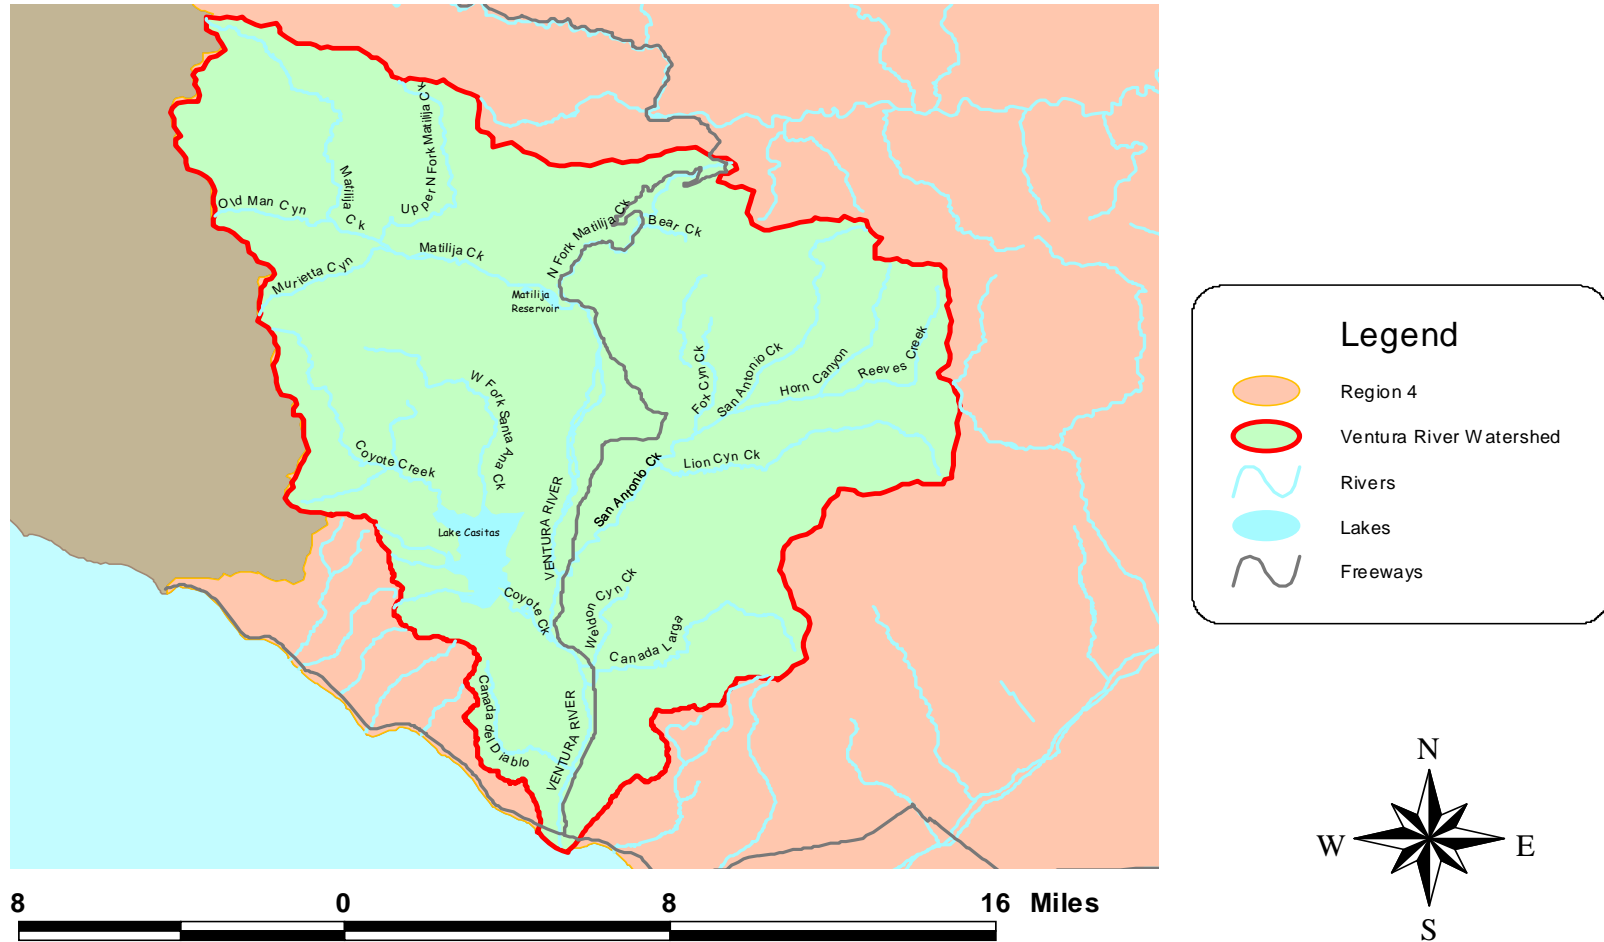 Upper N Fork Matilija Ck
Matilija Ck
Old Man Cyn
Murietta Cyn
Matilija Ck
N Fork Matilija Ck
Bear Ck
Matilija
Reservoir
Fox Cyn Ck
San Antonio Ck
Horn Canyon
Reeves Creek
W Fork Santa Ana Ck
Coyote Creek
Lion Cyn Ck
San Antonio Ck
VENTURA RIVER
Lake Casitas
Coyote Ck
Weldon Cyn Ck
Canada Larga
Canada del Diablo
VENTURA RIVER
Legend
Region 4
Ventura River Watershed
Rivers
Lakes
Freeways
N
W
E
S
8 0 8 16 Miles